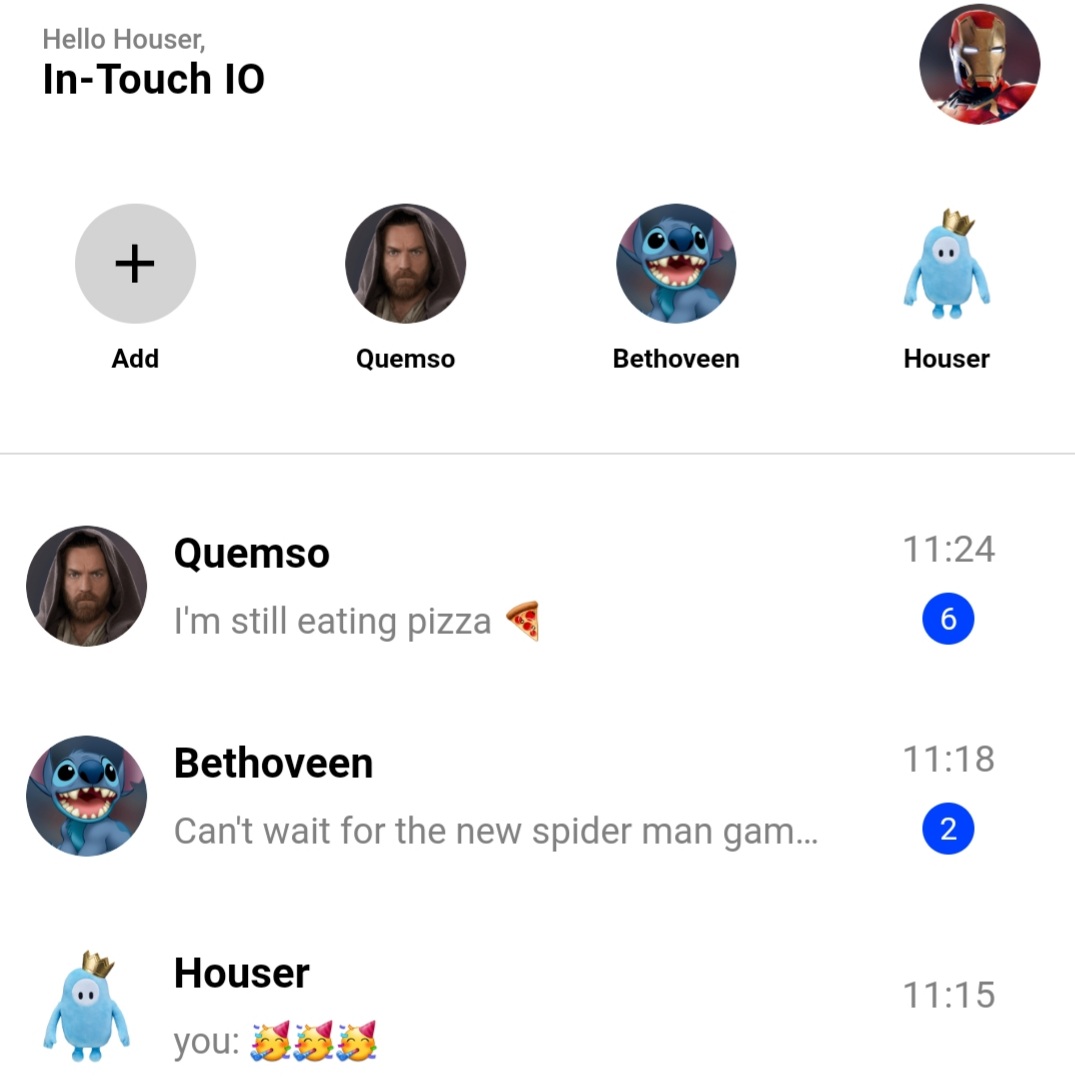 Hello Houser,
In-Touch IO
+
Add
Quemso
Bethoveen
Houser
Quemso
11:24
I'm still eating pizza 🍕
6
Bethoveen
11:18
Can't wait for the new spider man gam...
2
Houser
11:15
you: 🥳🥳🥳